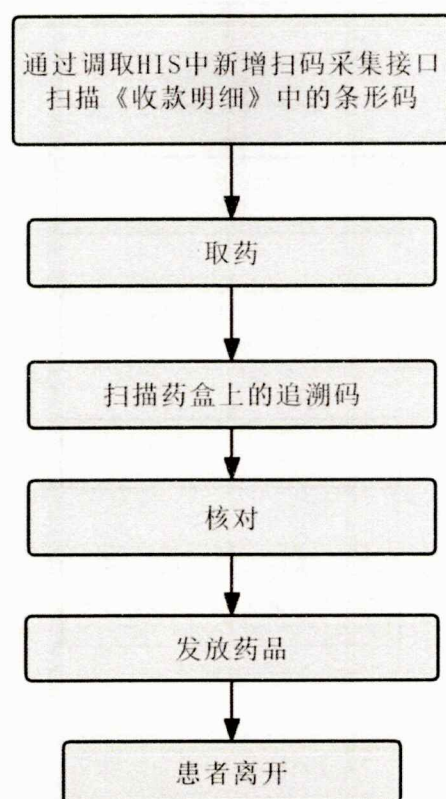 通过调取HIS中新增扫码采集接口
扫描《收款明细》中的条形码
取药
扫描药盒上的追溯码
核对
发放药品
患者离开